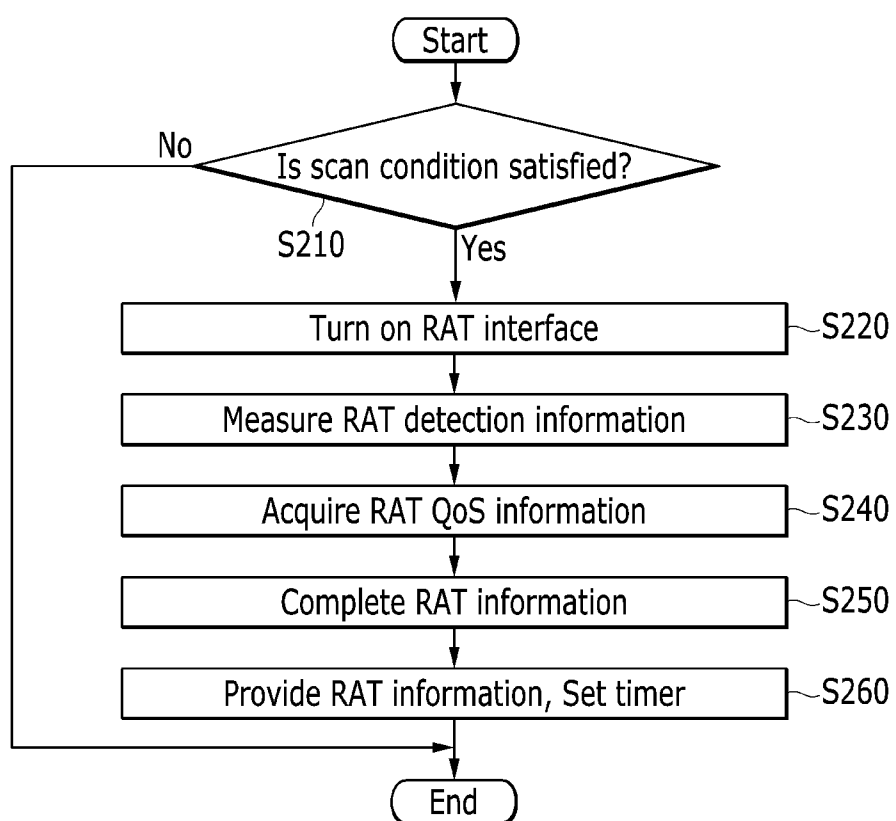 Start
No
Is scan condition satisfied?
S210
Yes
Turn on RAT interface
S220
Measure RAT detection information
S230
Acquire RAT QoS information
S240
Complete RAT information
S250
Provide RAT information, Set timer
S260
End